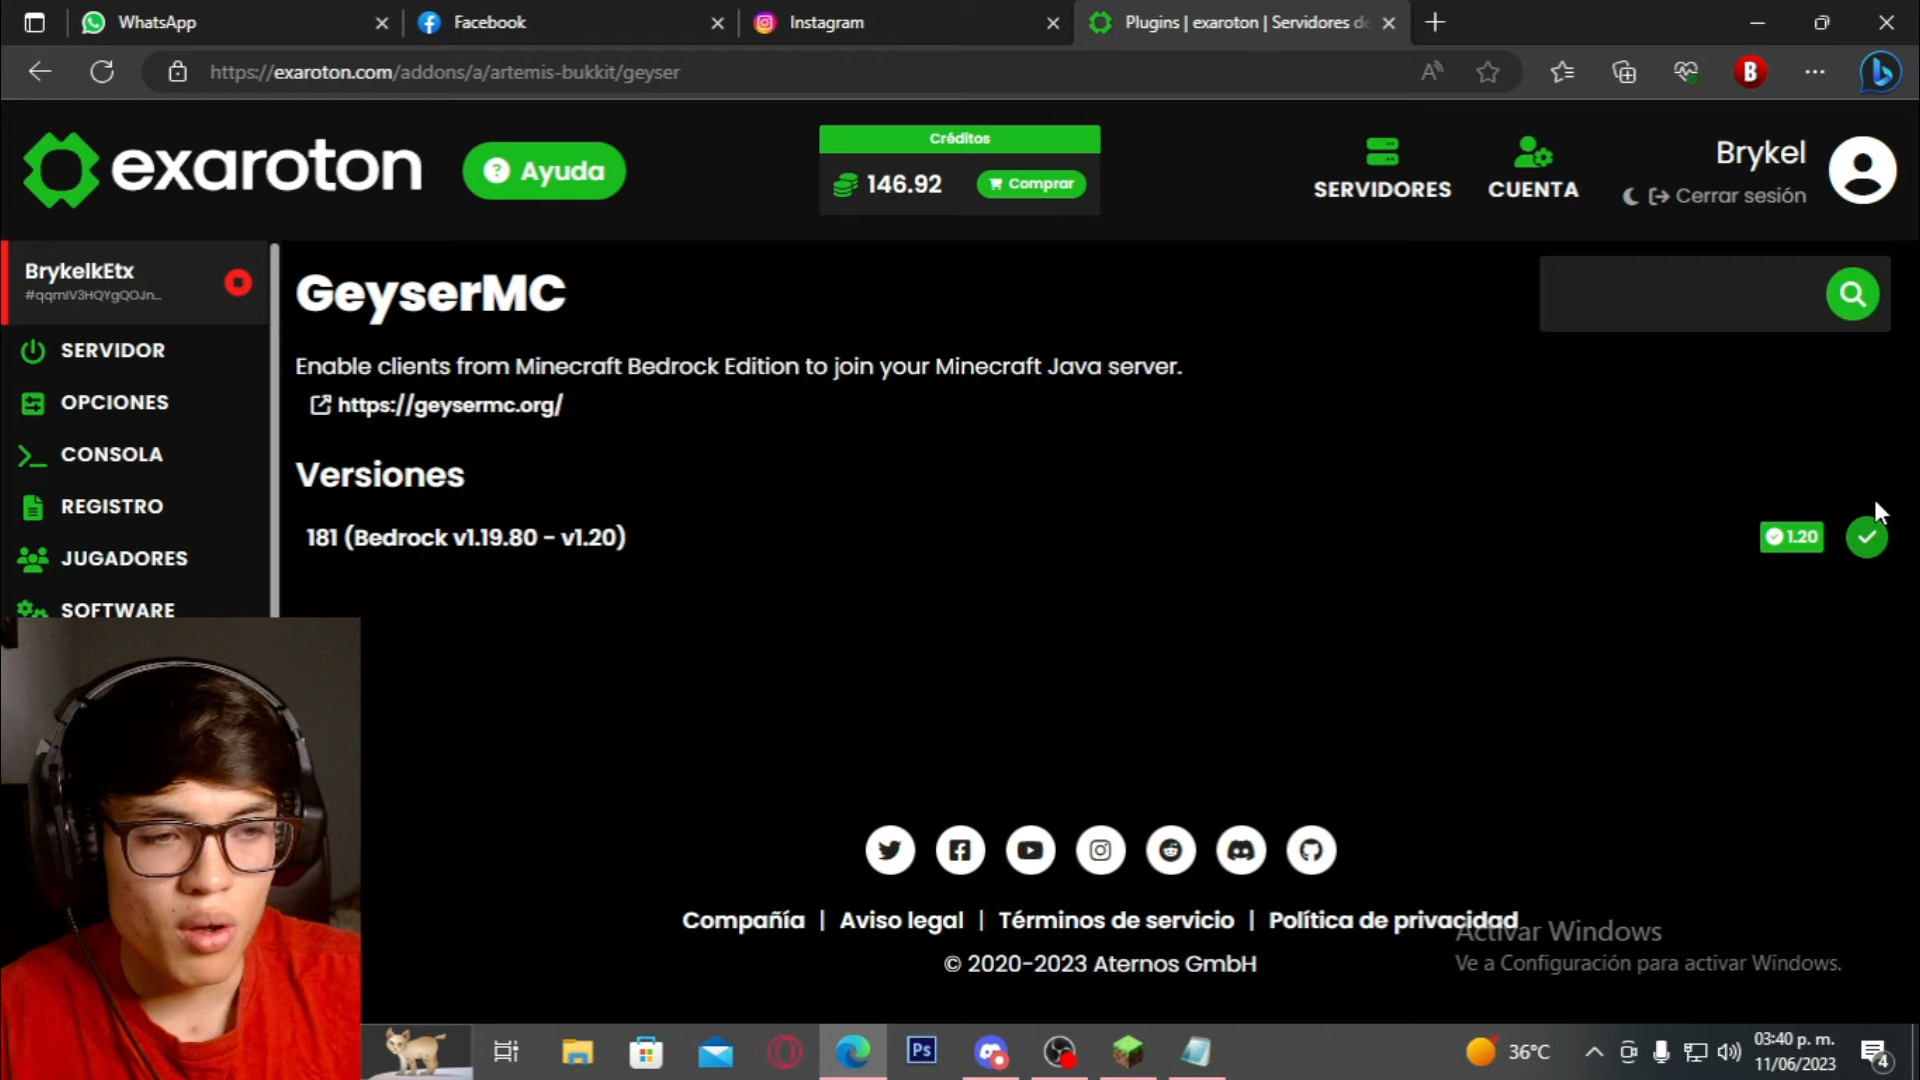 WhatsApp
Facebook
Instagram
Plugins | exaroton | Servidores de
https://exaroton.com/addons/a/artemis-bukkit/geyser
exaroton
Ayuda
Créditos
146.92
Comprar
SERVIDORES
CUENTA
Brykel
Cerrar sesión
BrykelkEtx
#qqmIV3HQYgQOJn...
SERVIDOR
OPCIONES
CONSOLA
REGISTRO
JUGADORES
SOFTWARE
GeyserMC
Enable clients from Minecraft Bedrock Edition to join your Minecraft Java server.
https://geysermc.org/
Versiones
181 (Bedrock v1.19.80 - v1.20)
1.20
Compañía | Aviso legal | Términos de servicio | Política de privacidad
© 2020-2023 Aternos GmbH
Activar Windows
Ve a Configuración para activar Windows.
Ps
36°C
03:40 p. m.
11/06/2023
4